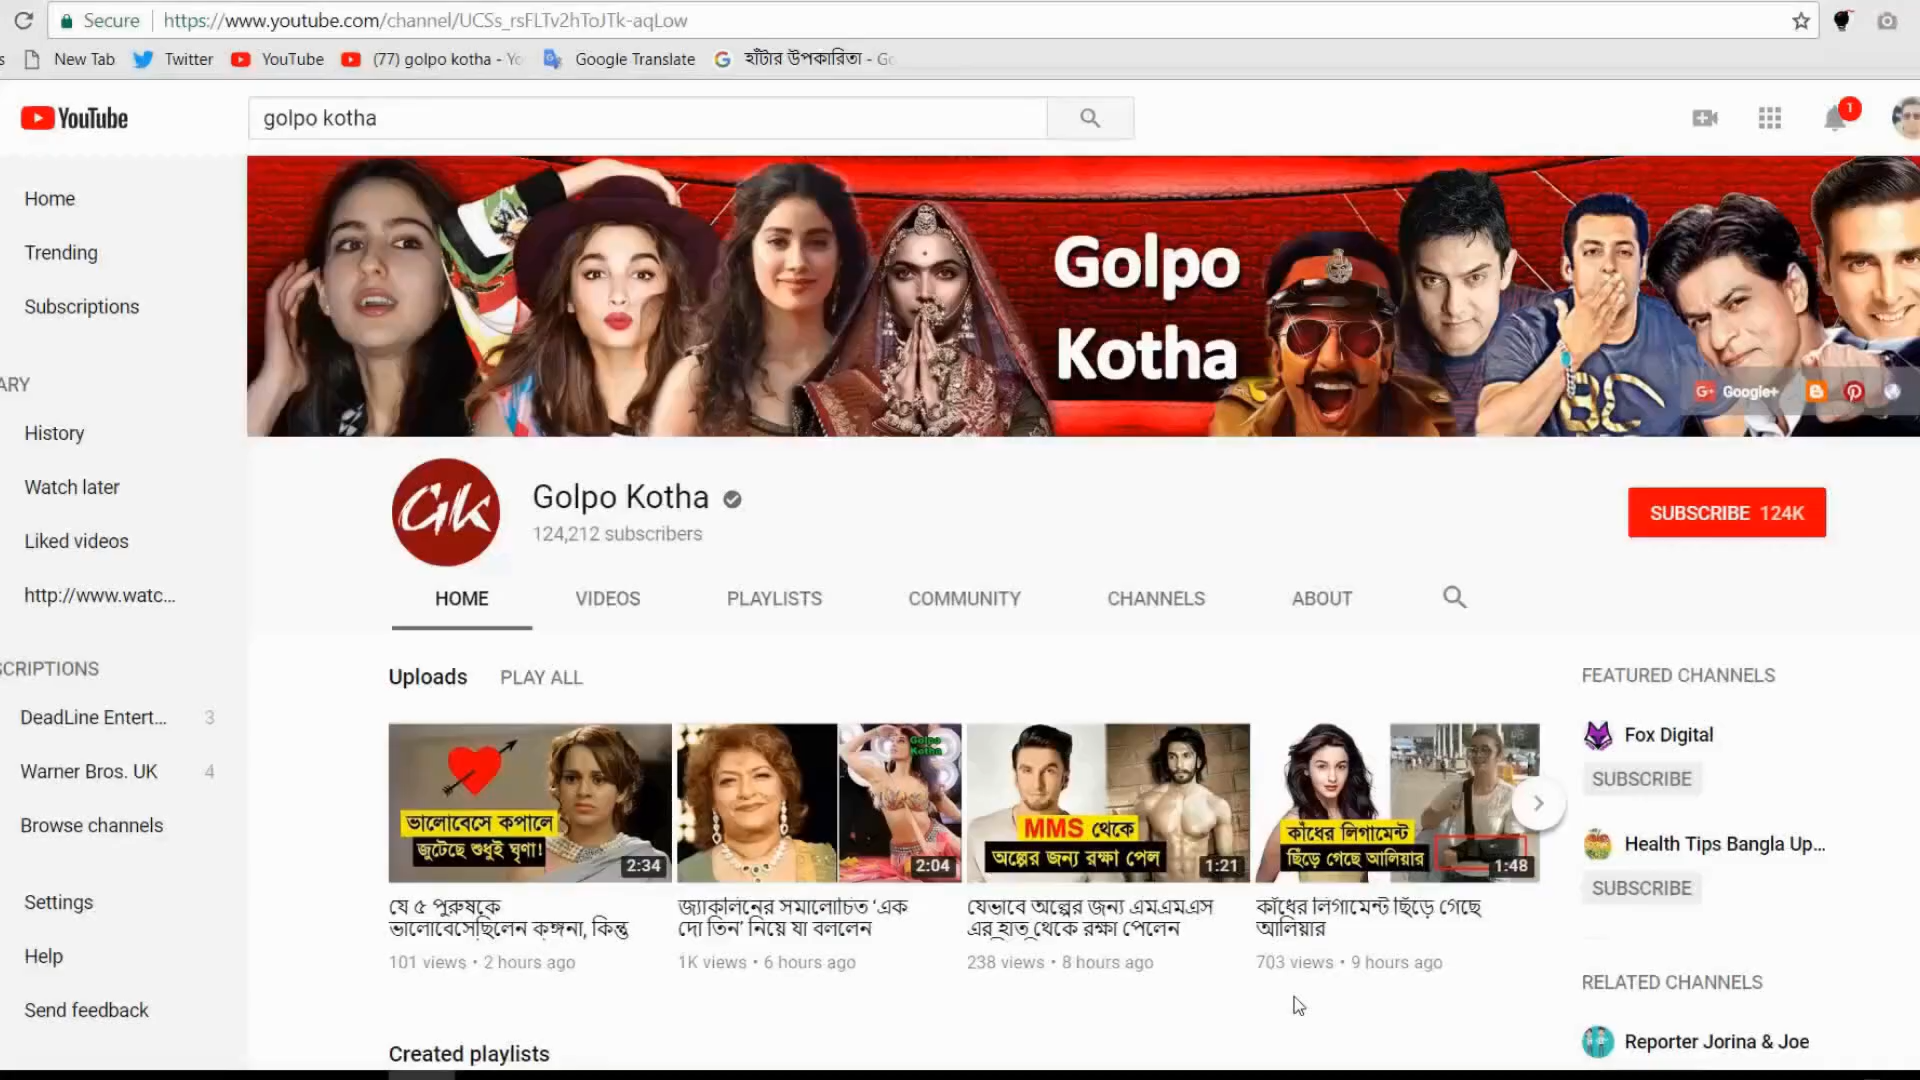 Secure https://www.youtube.com/channel/UCSs_rsFLTv2hToJTk-aqLow
New Tab Twitter YouTube (77) golpo kotha - Google Translate হাঁটার উপকারিতা -
YouTube
golpo kotha
1
Home
Trending
Subscriptions
ARY
History
Watch later
Liked videos
http://www.watc...
SCRIPTIONS
DeadLine Entert... 3
Warner Bros. UK 4
Browse channels
Settings
Help
Send feedback
Golpo
Kotha
Google+
GK
Golpo Kotha
124,212 subscribers
SUBSCRIBE 124K
HOME VIDEOS PLAYLISTS COMMUNITY CHANNELS ABOUT
Uploads PLAY ALL
ভালোবেসে কপালে
জুটেছে শুধুই ঘৃণা!
2:34
যে ৫ পুরুষকে
ভালোবেসেছিলেন কঙ্গনা, কিন্তু
101 views • 2 hours ago
Golpo
Kotha
2:04
জ্যাকলিনের সমালোচিত ‘এক
দো তিন’ নিয়ে যা বললেন
1K views • 6 hours ago
MMS থেকে
অল্পের জন্য রক্ষা পেল
1:21
যেভাবে অল্পের জন্য এমএমএস
এর হাত থেকে রক্ষা পেলেন
238 views • 8 hours ago
কাঁধের লিগামেন্ট
ছিঁড়ে গেছে আলিয়ার
1:48
কাঁধের লিগামেন্ট ছিঁড়ে গেছে
আলিয়ার
703 views • 9 hours ago
Created playlists
FEATURED CHANNELS
Fox Digital
SUBSCRIBE
Health Tips Bangla Up...
SUBSCRIBE
RELATED CHANNELS
Reporter Jorina & Joe